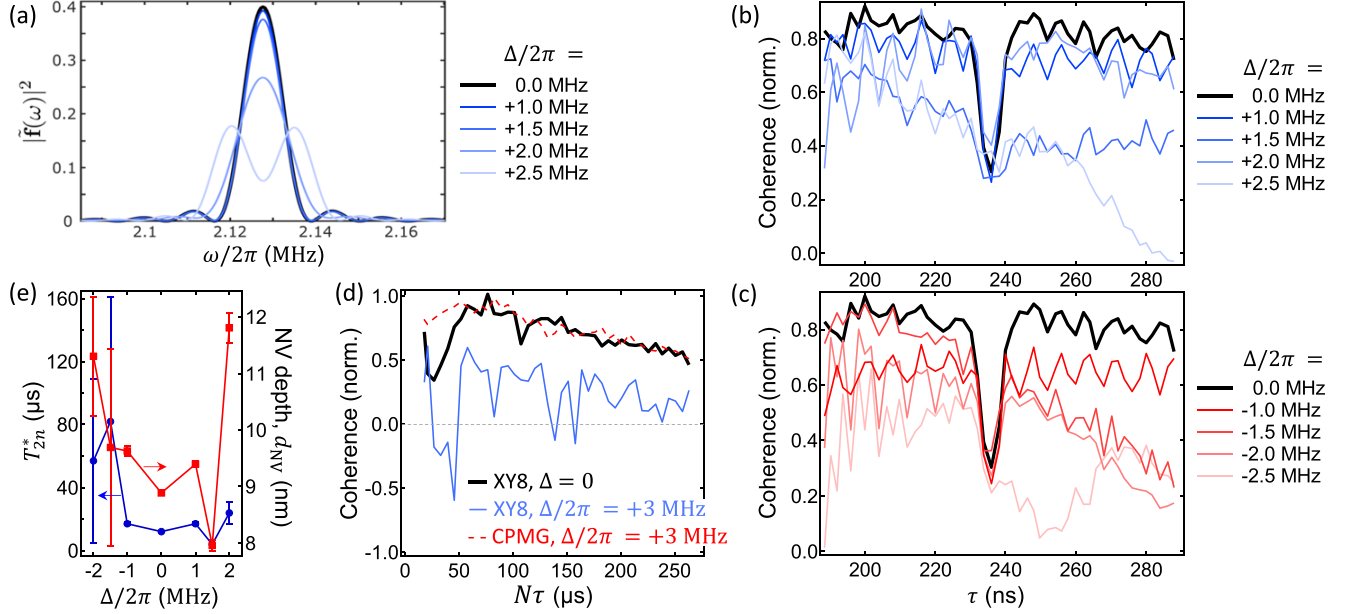 (a)
0.4
0.3
0.2
0.1
0
|f̃(ω)|²
2.1
2.12
2.14
2.16
ω/2π (MHz)
Δ/2π =
0.0 MHz
+1.0 MHz
+1.5 MHz
+2.0 MHz
+2.5 MHz
(b)
0.8
0.6
0.4
0.2
0.0
Coherence (norm.)
200
220
240
260
280
Δ/2π =
0.0 MHz
+1.0 MHz
+1.5 MHz
+2.0 MHz
+2.5 MHz
(e)
160
120
80
40
0
T*2n (µs)
12
11
10
9
8
NV depth, dNV (nm)
-2
-1
0
1
2
Δ/2π (MHz)
(d)
1.0
0.5
0.0
-0.5
-1.0
Coherence (norm.)
XY8, Δ = 0
XY8, Δ/2π = +3 MHz
CPMG, Δ/2π = +3 MHz
0
50
100
150
200
250
Nτ (µs)
(c)
0.8
0.6
0.4
0.2
0.0
Coherence (norm.)
200
220
240
260
280
τ (ns)
Δ/2π =
0.0 MHz
-1.0 MHz
-1.5 MHz
-2.0 MHz
-2.5 MHz